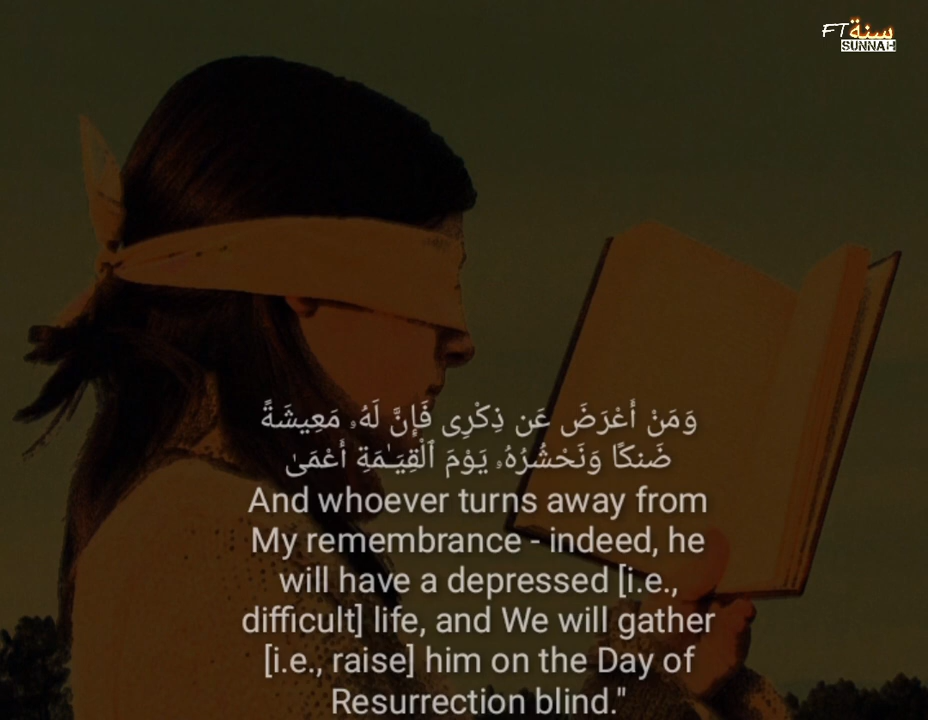 FT سنة
SUNNAH
وَمَنْ أَعْرَضَ عَن ذِكْرِى فَإِنَّ لَهُۥ مَعِيشَةً
ضَنكًا وَنَحْشُرُهُۥ يَوْمَ ٱلْقِيَـٰمَةِ أَعْمَىٰ
And whoever turns away from
My remembrance - indeed, he
will have a depressed [i.e.,
difficult] life, and We will gather
[i.e., raise] him on the Day of
Resurrection blind."